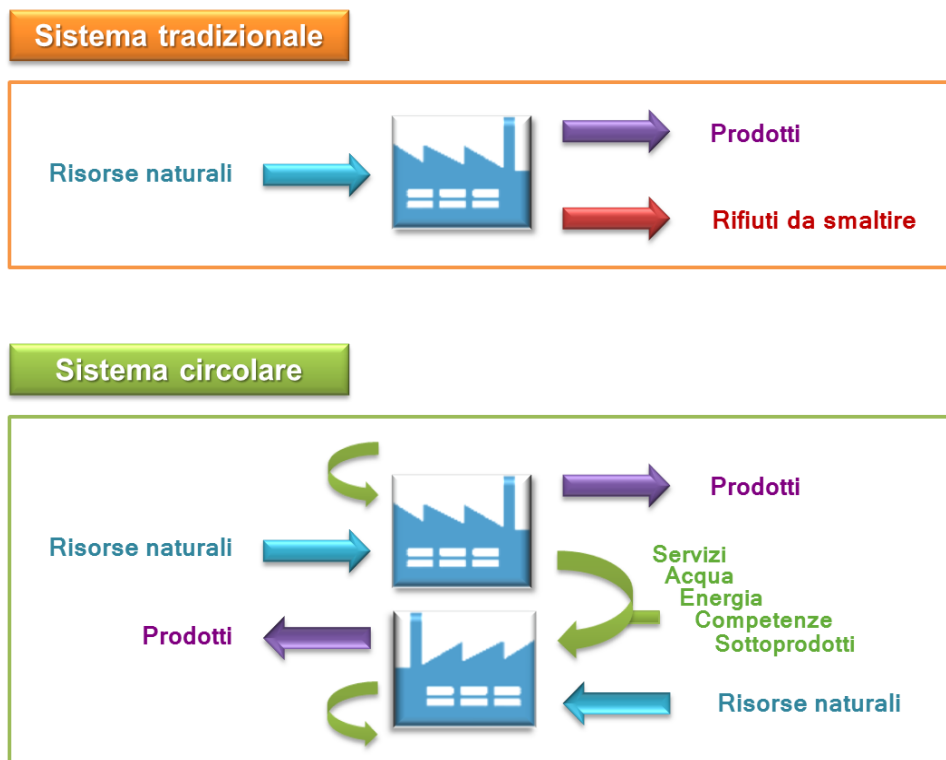 Sistema tradizionale
Risorse naturali
Prodotti
Rifiuti da smaltire
Sistema circolare
Prodotti
Risorse naturali
Servizi
Acqua
Energia
Competenze
Sottoprodotti
Prodotti
Risorse naturali